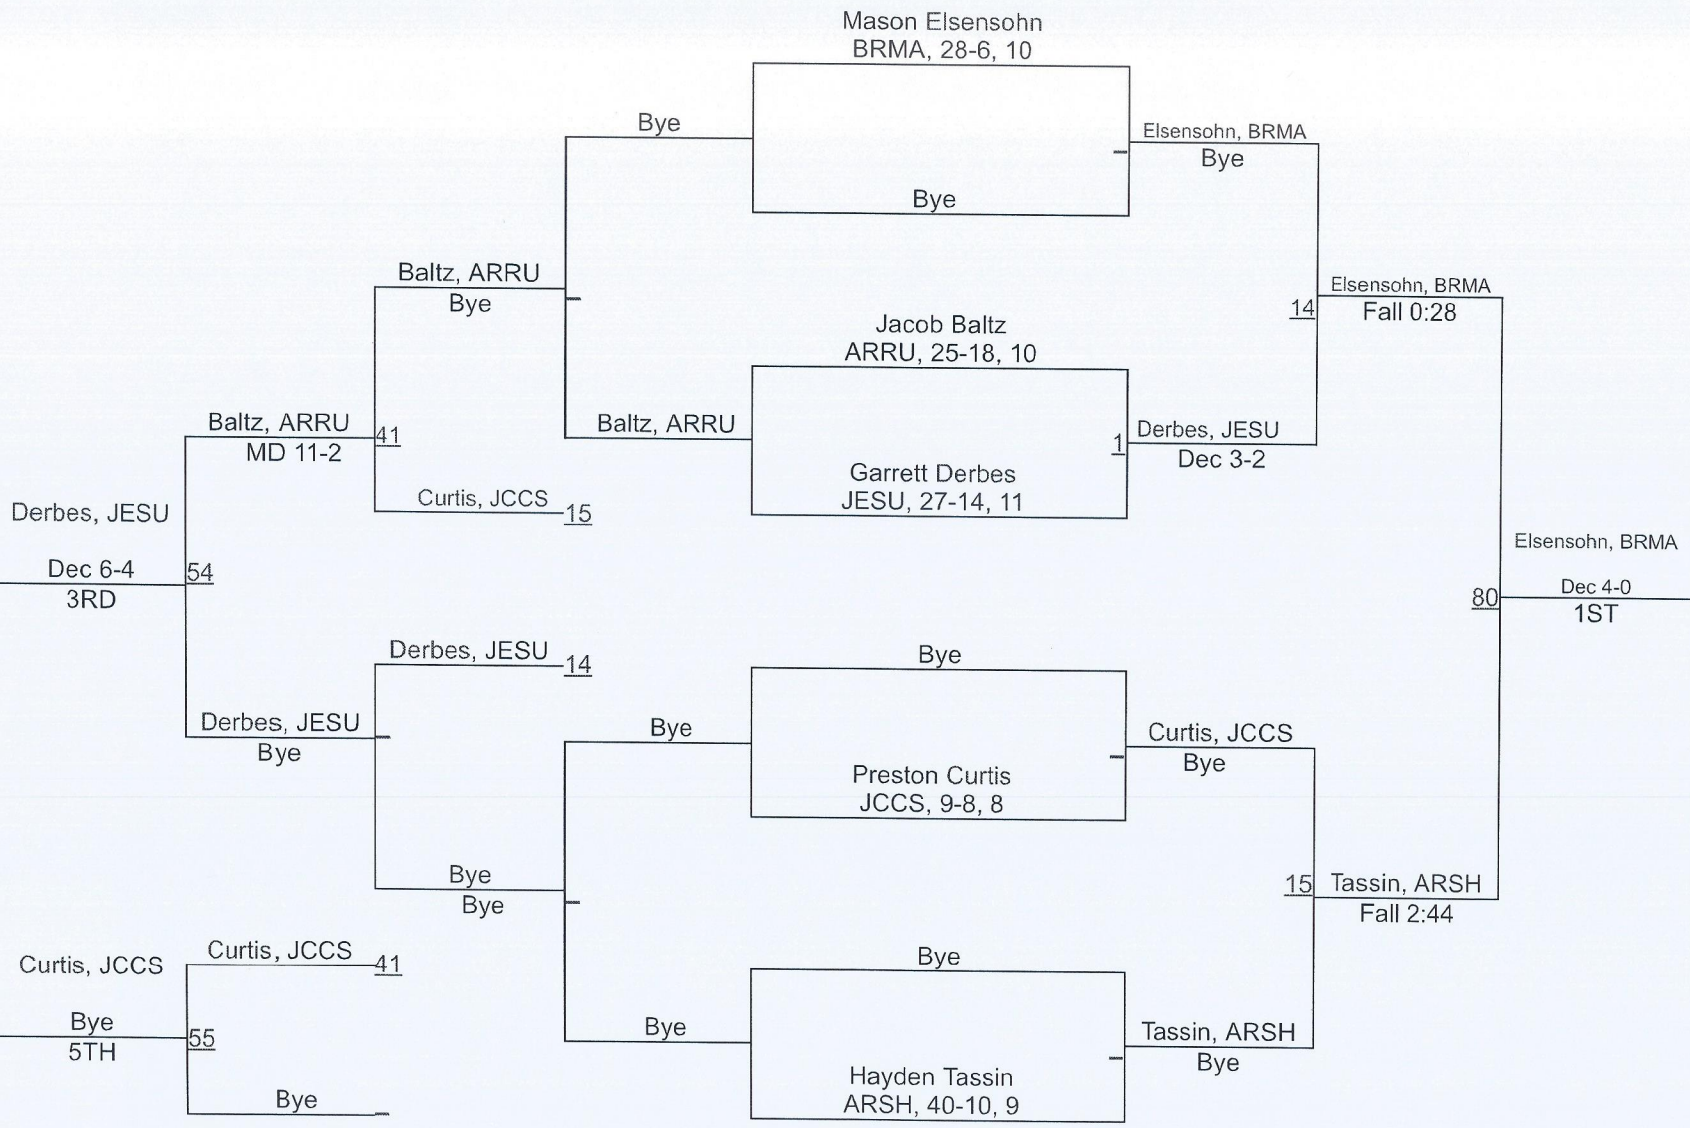 Mason Elsensohn
BRMA, 28-6, 10
Bye
Elsensohn, BRMA
Bye
Bye
Baltz, ARRU
Bye
Elsensohn, BRMA
14
Fall 0:28
Jacob Baltz
ARRU, 25-18, 10
Baltz, ARRU
41
MD 11-2
Baltz, ARRU
1
Derbes, JESU
Dec 3-2
Garrett Derbes
JESU, 27-14, 11
Curtis, JCCS
15
Derbes, JESU
Dec 6-4
54
3RD
Elsensohn, BRMA
Dec 4-0
80
1ST
Derbes, JESU
14
Bye
Derbes, JESU
Bye
Bye
Curtis, JCCS
Bye
Preston Curtis
JCCS, 9-8, 8
Bye
Bye
15
Tassin, ARSH
Fall 2:44
Curtis, JCCS
Curtis, JCCS
41
Bye
Bye
55
5TH
Bye
Tassin, ARSH
Bye
Hayden Tassin
ARSH, 40-10, 9
Bye